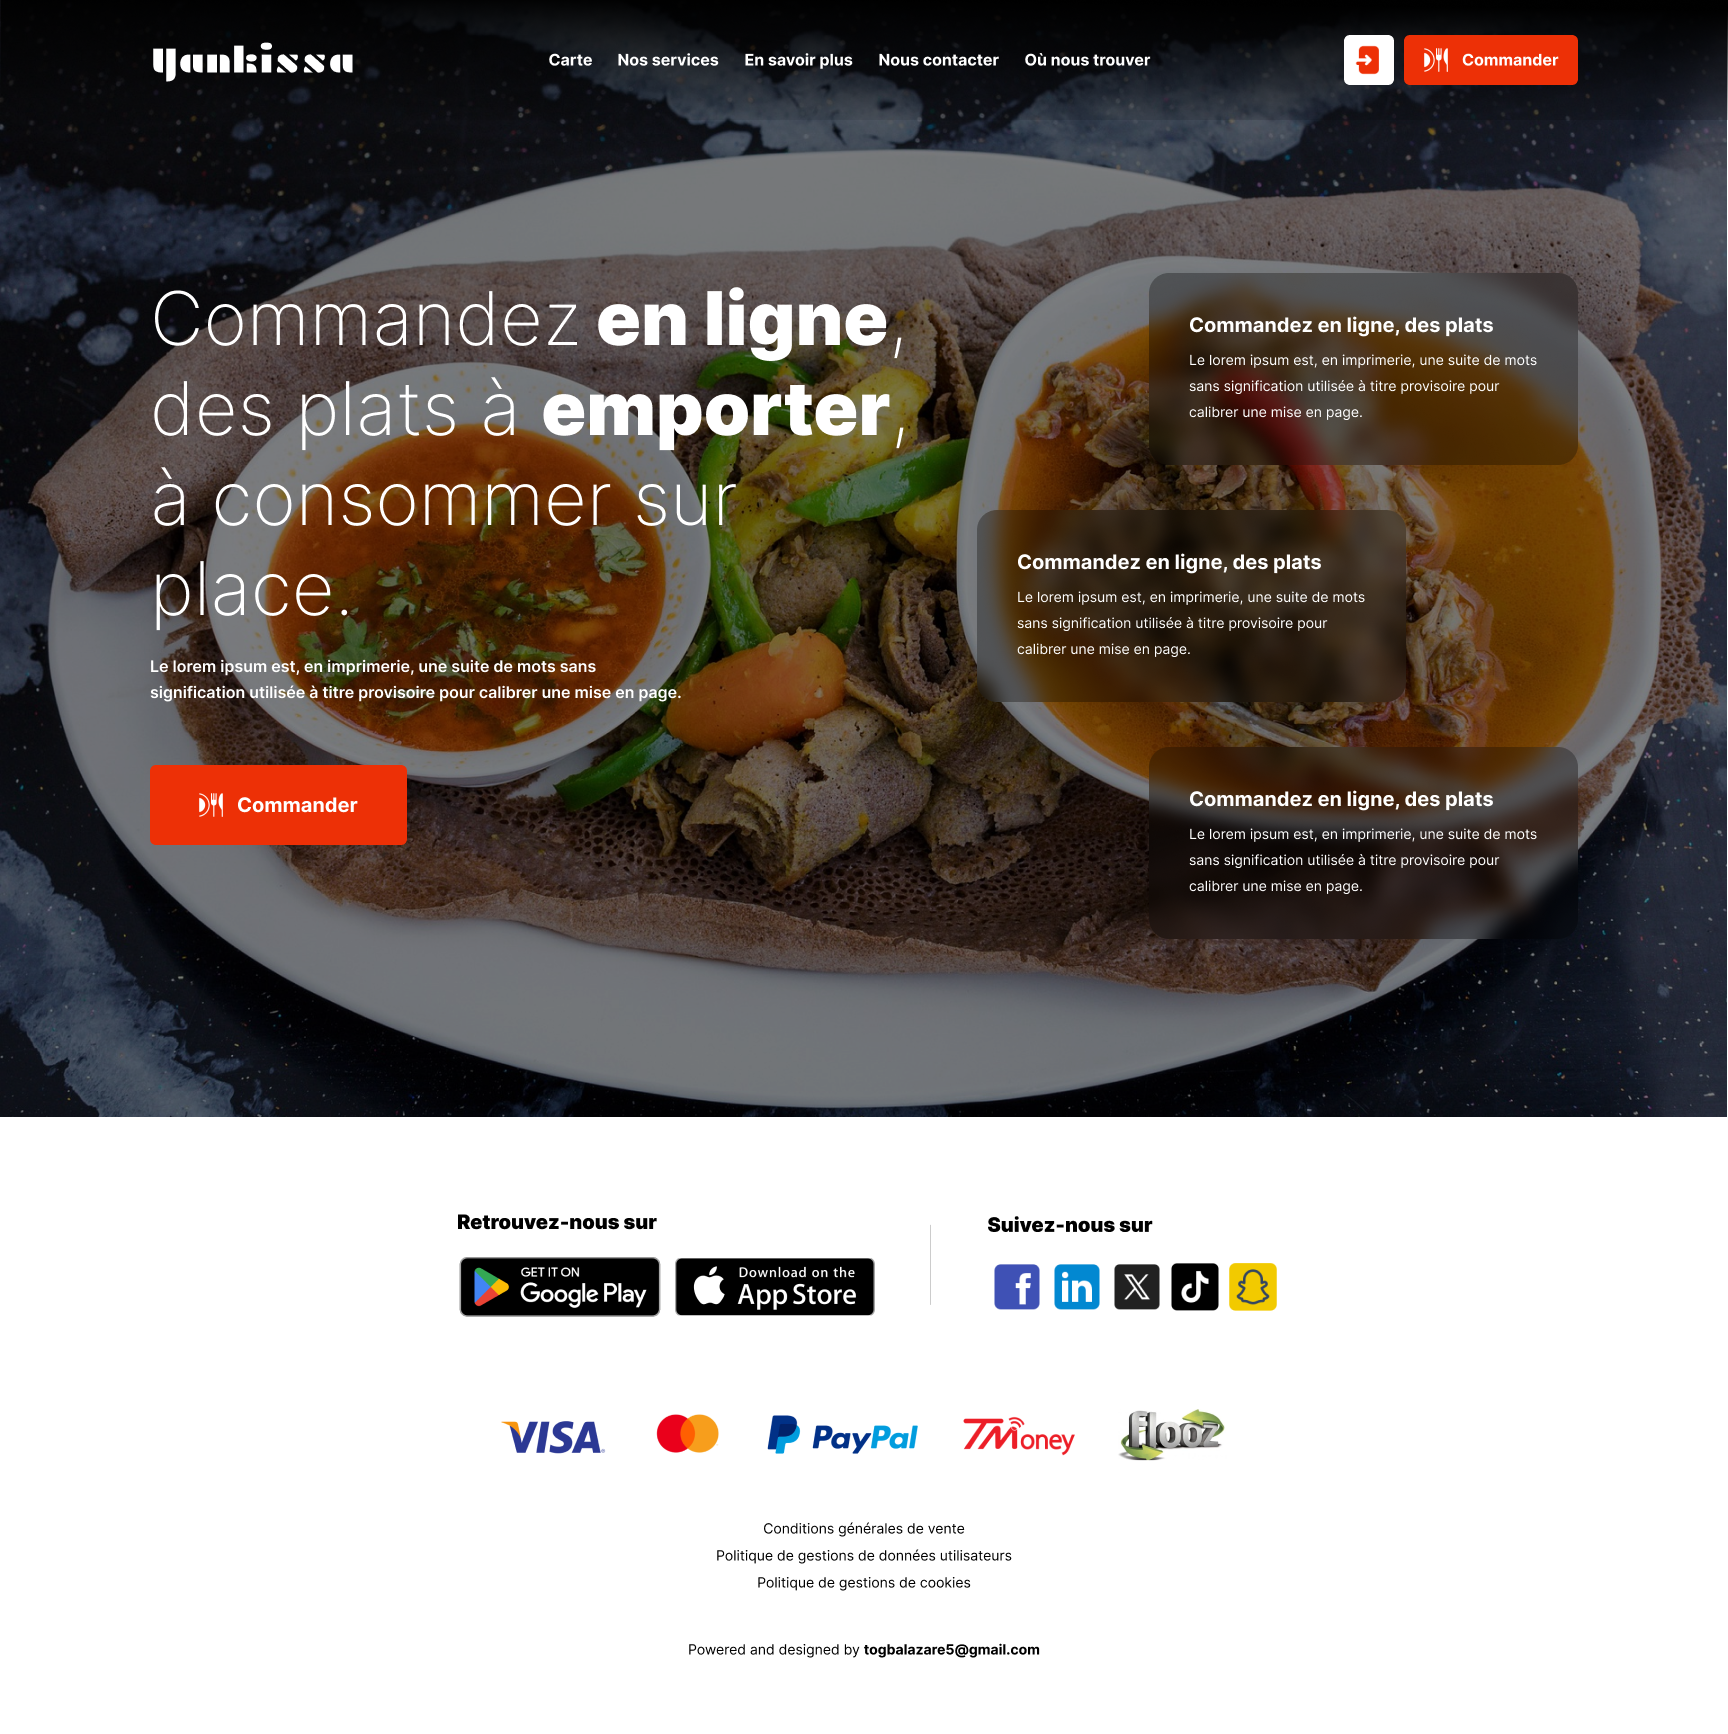 Yankissa
Carte
Nos services
En savoir plus
Nous contacter
Où nous trouver
Commander
Commandez en ligne,
des plats à emporter,
à consommer sur
place.
Le lorem ipsum est, en imprimerie, une suite de mots sans
signification utilisée à titre provisoire pour calibrer une mise en page.
Commander
Commandez en ligne, des plats
Le lorem ipsum est, en imprimerie, une suite de mots
sans signification utilisée à titre provisoire pour
calibrer une mise en page.
Commandez en ligne, des plats
Le lorem ipsum est, en imprimerie, une suite de mots
sans signification utilisée à titre provisoire pour
calibrer une mise en page.
Commandez en ligne, des plats
Le lorem ipsum est, en imprimerie, une suite de mots
sans signification utilisée à titre provisoire pour
calibrer une mise en page.
Retrouvez-nous sur
GET IT ON
Google Play
Download on the
App Store
Suivez-nous sur
f
in
X
VISA
PayPal
TMoney
flooz
Conditions générales de vente
Politique de gestions de données utilisateurs
Politique de gestions de cookies
Powered and designed by togbalazare5@gmail.com